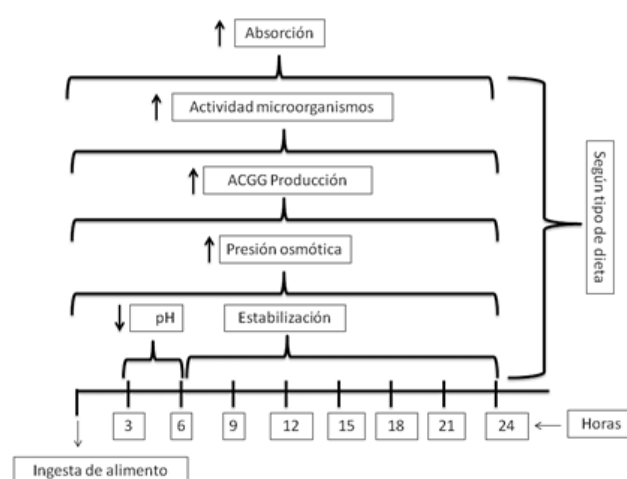 Absorción
Actividad microorganismos
ACGG Producción
Presión osmótica
pH
Estabilización
Según tipo de dieta
3
6
9
12
15
18
21
24
Horas
Ingesta de alimento